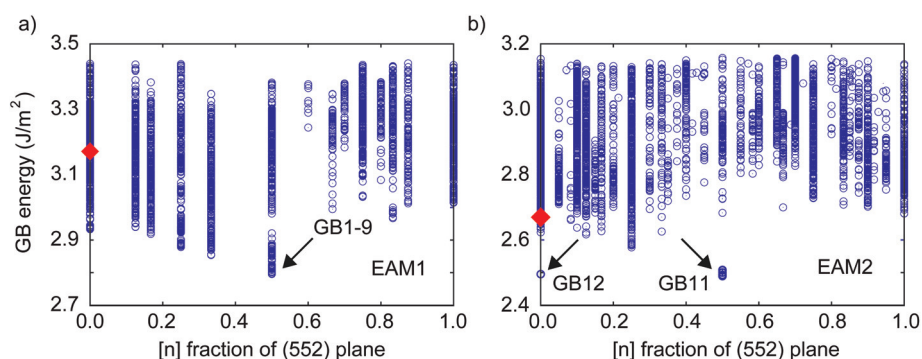 a)
3.5
3.3
3.1
2.9
2.7
GB energy (J/m²)
GB1-9
EAM1
0.0 0.2 0.4 0.6 0.8 1.0
[n] fraction of (552) plane
b)
3.2
3.0
2.8
2.6
2.4
GB12
GB11
EAM2
0.0 0.2 0.4 0.6 0.8 1.0
[n] fraction of (552) plane